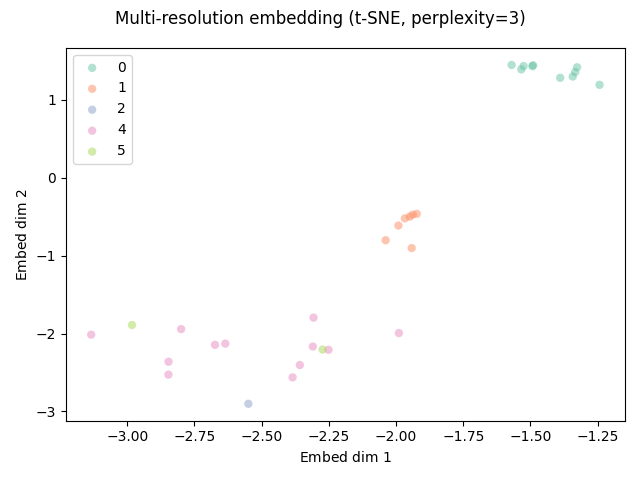 Multi-resolution embedding (t-SNE, perplexity=3)
0
1
2
4
5
1
0
−1
−2
−3
Embed dim 2
−3.00 −2.75 −2.50 −2.25 −2.00 −1.75 −1.50 −1.25
Embed dim 1